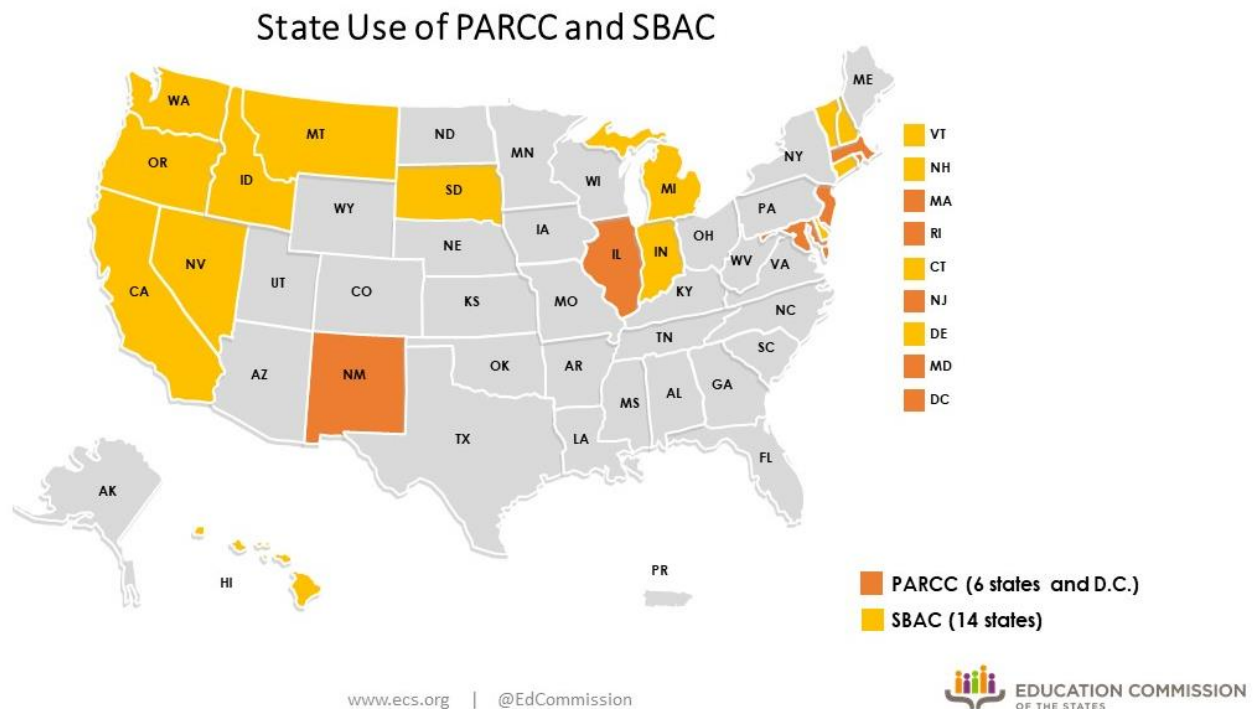 State Use of PARCC and SBAC
ME
WA
MT
ND
VT
MN
OR
NY
ID
WI
NH
SD
MI
WY
MA
PA
IA
RI
NE
OH
IL
IN
NV
WV
VA
CT
UT
CA
CO
KS
MO
KY
NJ
NC
TN
DE
SC
OK
AR
NM
AZ
MD
GA
AL
MS
DC
TX
LA
FL
AK
PR
HI
PARCC (6 states and D.C.)
SBAC (14 states)
www.ecs.org | @EdCommission
EDUCATION COMMISSION
OF THE STATES